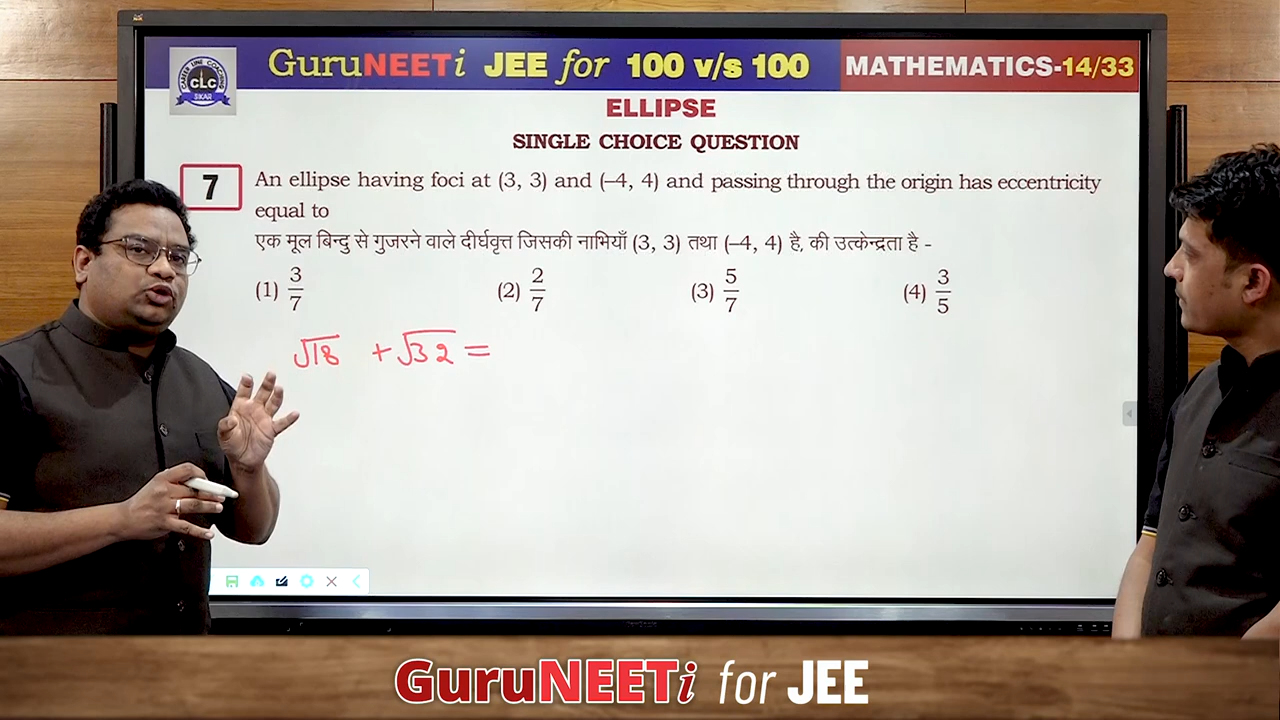 GuruNEETi JEE for 100 v/s 100 MATHEMATICS-14/33
CLC
SIKAR
ELLIPSE
SINGLE CHOICE QUESTION
7 An ellipse having foci at (3, 3) and (–4, 4) and passing through the origin has eccentricity
equal to
एक मूल बिन्दु से गुजरने वाले दीर्घवृत्त जिसकी नाभियाँ (3, 3) तथा (–4, 4) है, की उत्केन्द्रता है -
(1) 3/7 (2) 2/7 (3) 5/7 (4) 3/5
√18 + √32 =
GuruNEETi for JEE